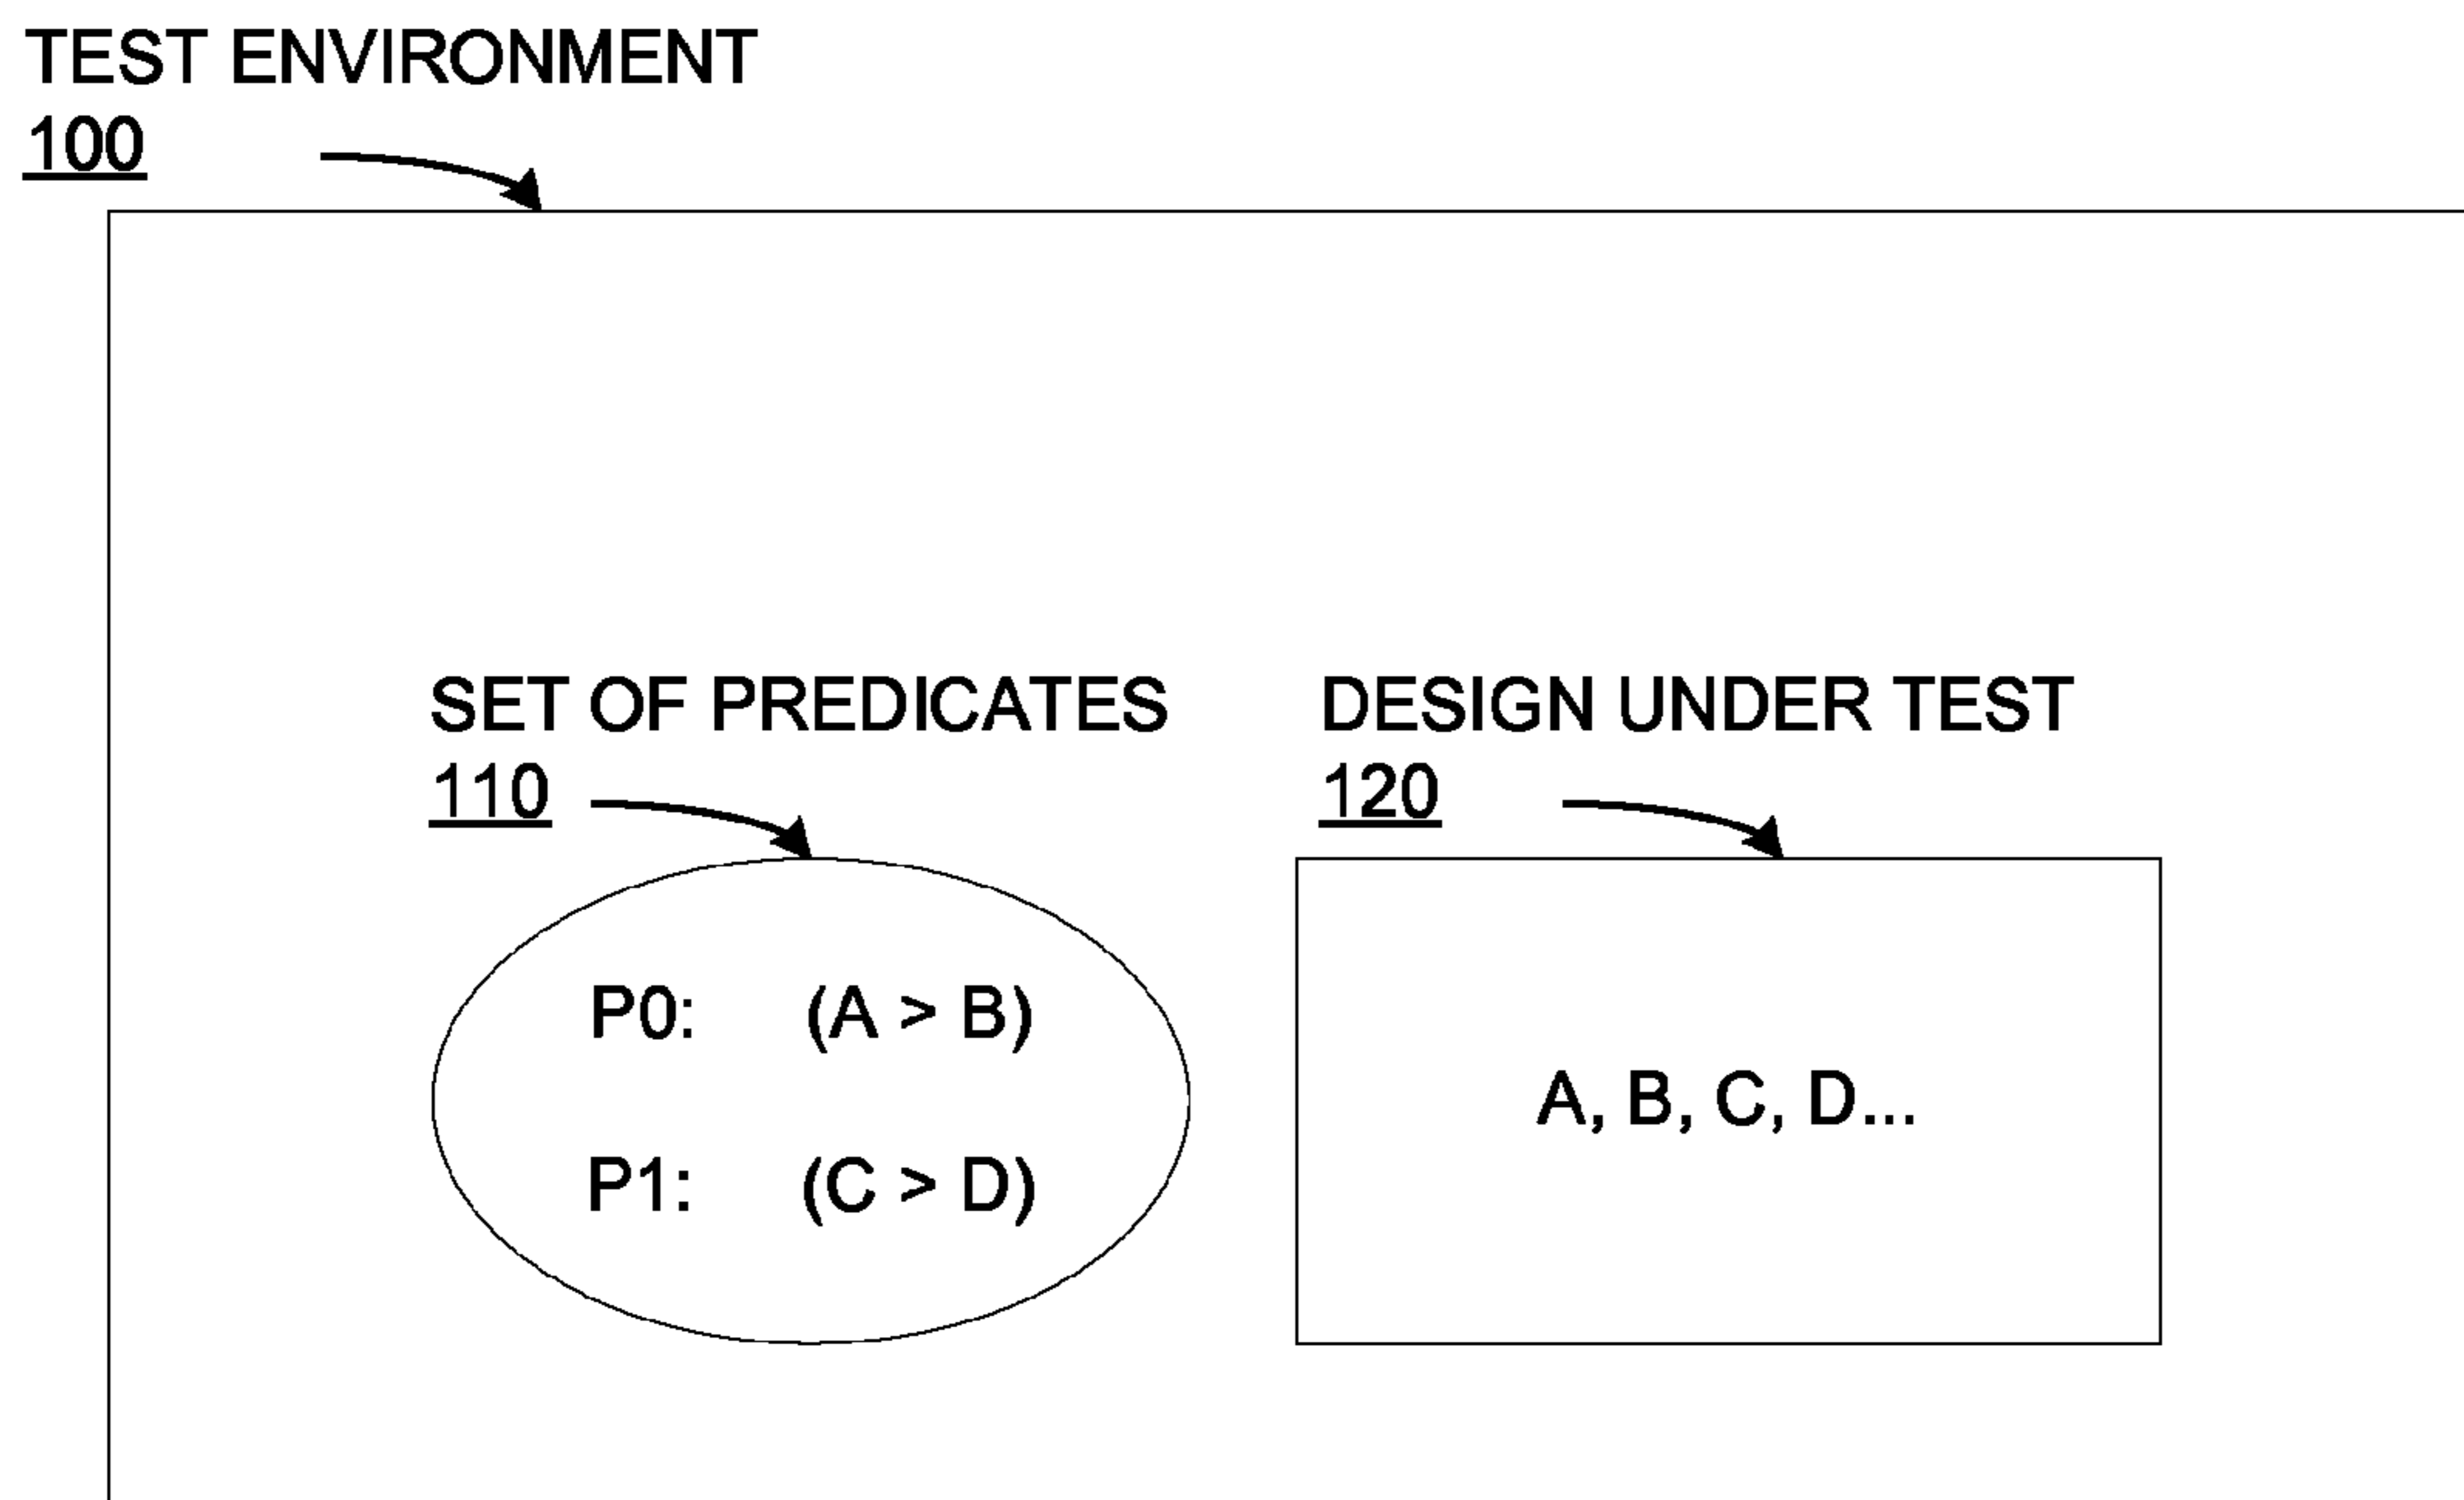 TEST ENVIRONMENT
100
SET OF PREDICATES
110
DESIGN UNDER TEST
120
P0: (A > B)
P1: (C > D)
A, B, C, D...